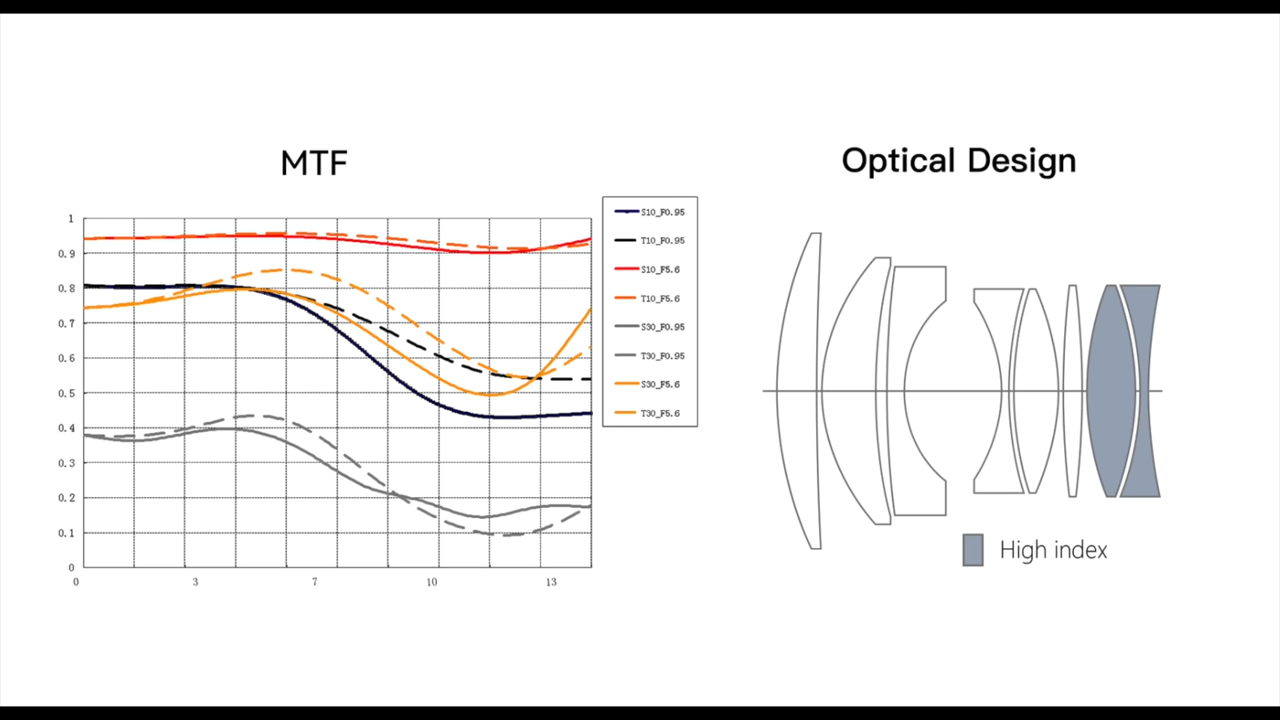 MTF
1
0.9
0.8
0.7
0.6
0.5
0.4
0.3
0.2
0.1
0
0 3 7 10 13
S10_F0.95
T10_F0.95
S10_F5.6
T10_F5.6
S30_F0.95
T30_F0.95
S30_F5.6
T30_F5.6
Optical Design
High index